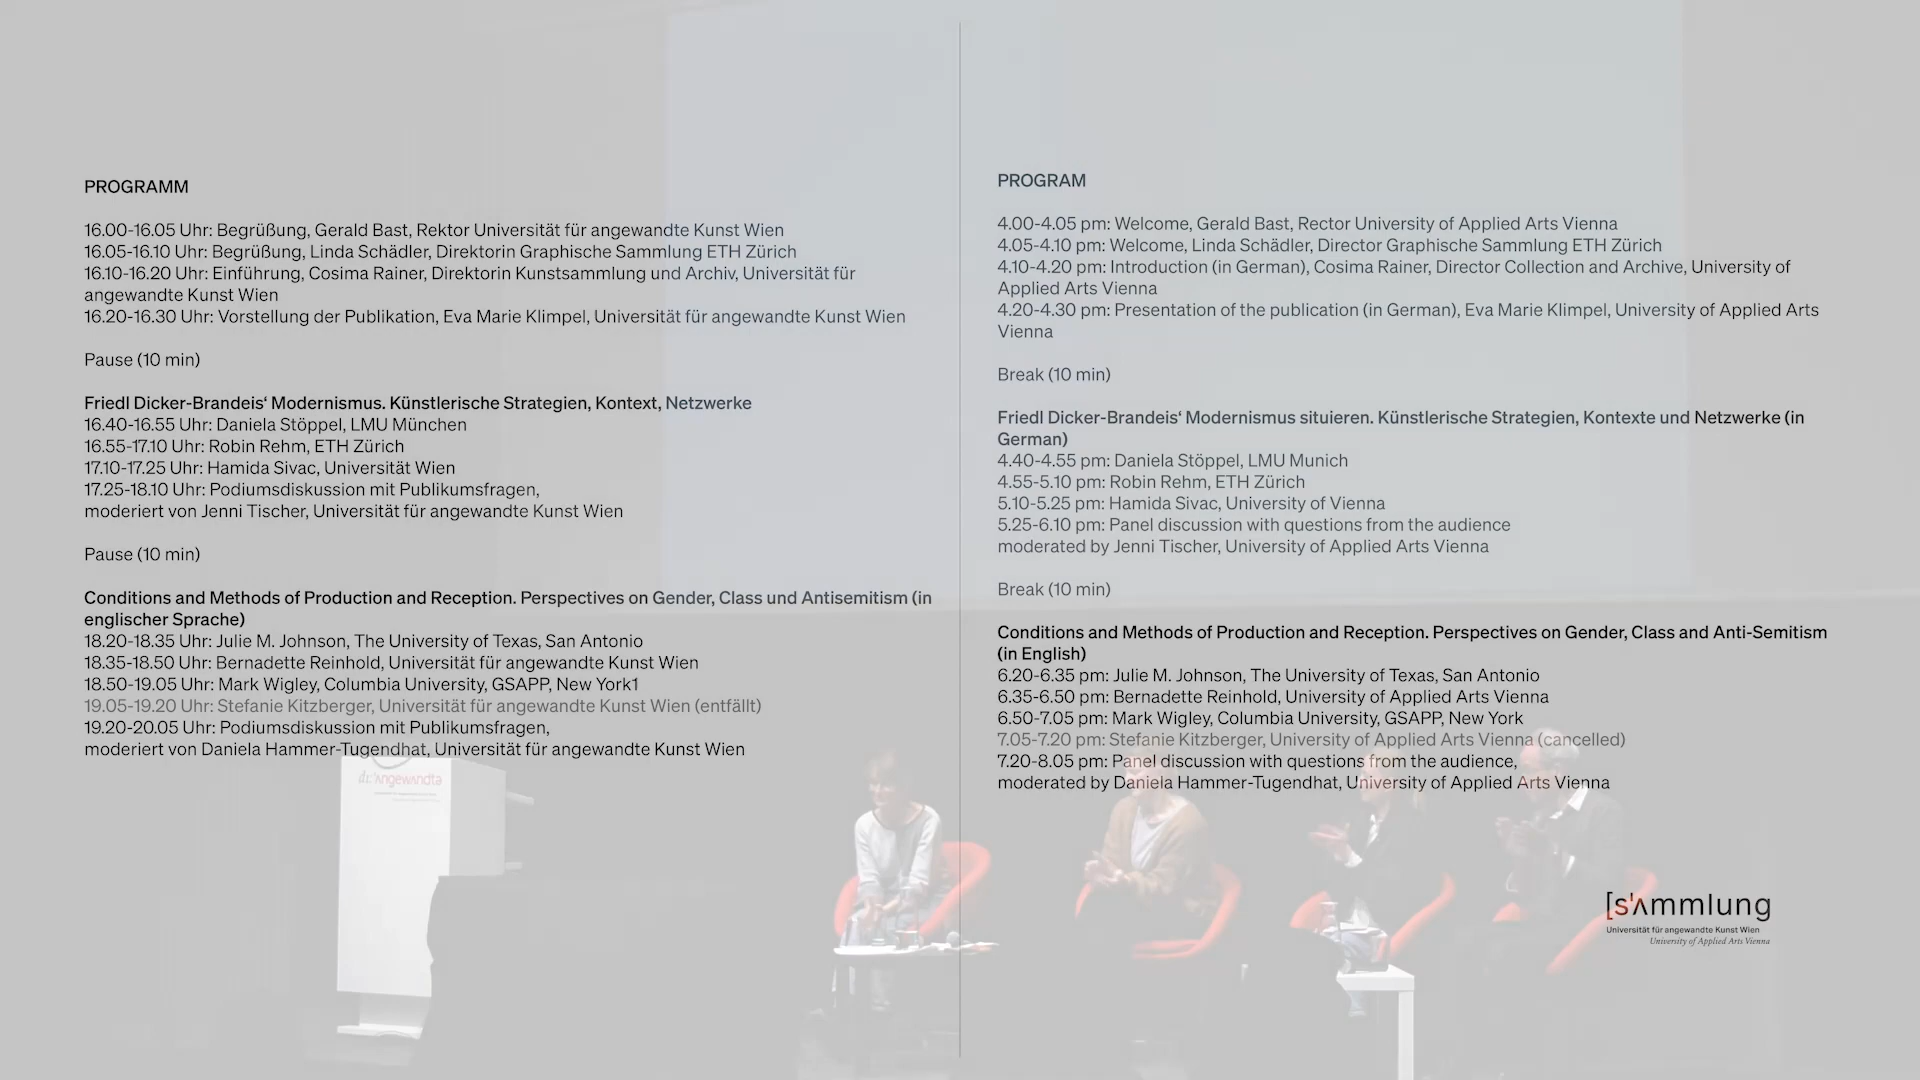 PROGRAMM
16.00-16.05 Uhr: Begrüßung, Gerald Bast, Rektor Universität für angewandte Kunst Wien
16.05-16.10 Uhr: Begrüßung, Linda Schädler, Direktorin Graphische Sammlung ETH Zürich
16.10-16.20 Uhr: Einführung, Cosima Rainer, Direktorin Kunstsammlung und Archiv, Universität für
angewandte Kunst Wien
16.20-16.30 Uhr: Vorstellung der Publikation, Eva Marie Klimpel, Universität für angewandte Kunst Wien
Pause (10 min)
Friedl Dicker-Brandeis‘ Modernismus. Künstlerische Strategien, Kontext, Netzwerke
16.40-16.55 Uhr: Daniela Stöppel, LMU München
16.55-17.10 Uhr: Robin Rehm, ETH Zürich
17.10-17.25 Uhr: Hamida Sivac, Universität Wien
17.25-18.10 Uhr: Podiumsdiskussion mit Publikumsfragen,
moderiert von Jenni Tischer, Universität für angewandte Kunst Wien
Pause (10 min)
Conditions and Methods of Production and Reception. Perspectives on Gender, Class und Antisemitism (in
englischer Sprache)
18.20-18.35 Uhr: Julie M. Johnson, The University of Texas, San Antonio
18.35-18.50 Uhr: Bernadette Reinhold, Universität für angewandte Kunst Wien
18.50-19.05 Uhr: Mark Wigley, Columbia University, GSAPP, New York1
19.05-19.20 Uhr: Stefanie Kitzberger, Universität für angewandte Kunst Wien (entfällt)
19.20-20.05 Uhr: Podiumsdiskussion mit Publikumsfragen,
moderiert von Daniela Hammer-Tugendhat, Universität für angewandte Kunst Wien
PROGRAM
4.00-4.05 pm: Welcome, Gerald Bast, Rector University of Applied Arts Vienna
4.05-4.10 pm: Welcome, Linda Schädler, Director Graphische Sammlung ETH Zürich
4.10-4.20 pm: Introduction (in German), Cosima Rainer, Director Collection and Archive, University of
Applied Arts Vienna
4.20-4.30 pm: Presentation of the publication (in German), Eva Marie Klimpel, University of Applied Arts
Vienna
Break (10 min)
Friedl Dicker-Brandeis‘ Modernismus situieren. Künstlerische Strategien, Kontexte und Netzwerke (in
German)
4.40-4.55 pm: Daniela Stöppel, LMU Munich
4.55-5.10 pm: Robin Rehm, ETH Zürich
5.10-5.25 pm: Hamida Sivac, University of Vienna
5.25-6.10 pm: Panel discussion with questions from the audience
moderated by Jenni Tischer, University of Applied Arts Vienna
Break (10 min)
Conditions and Methods of Production and Reception. Perspectives on Gender, Class and Anti-Semitism
(in English)
6.20-6.35 pm: Julie M. Johnson, The University of Texas, San Antonio
6.35-6.50 pm: Bernadette Reinhold, University of Applied Arts Vienna
6.50-7.05 pm: Mark Wigley, Columbia University, GSAPP, New York
7.05-7.20 pm: Stefanie Kitzberger, University of Applied Arts Vienna (cancelled)
7.20-8.05 pm: Panel discussion with questions from the audience,
moderated by Daniela Hammer-Tugendhat, University of Applied Arts Vienna
[s'ʌmmlung
Universität für angewandte Kunst Wien
University of Applied Arts Vienna